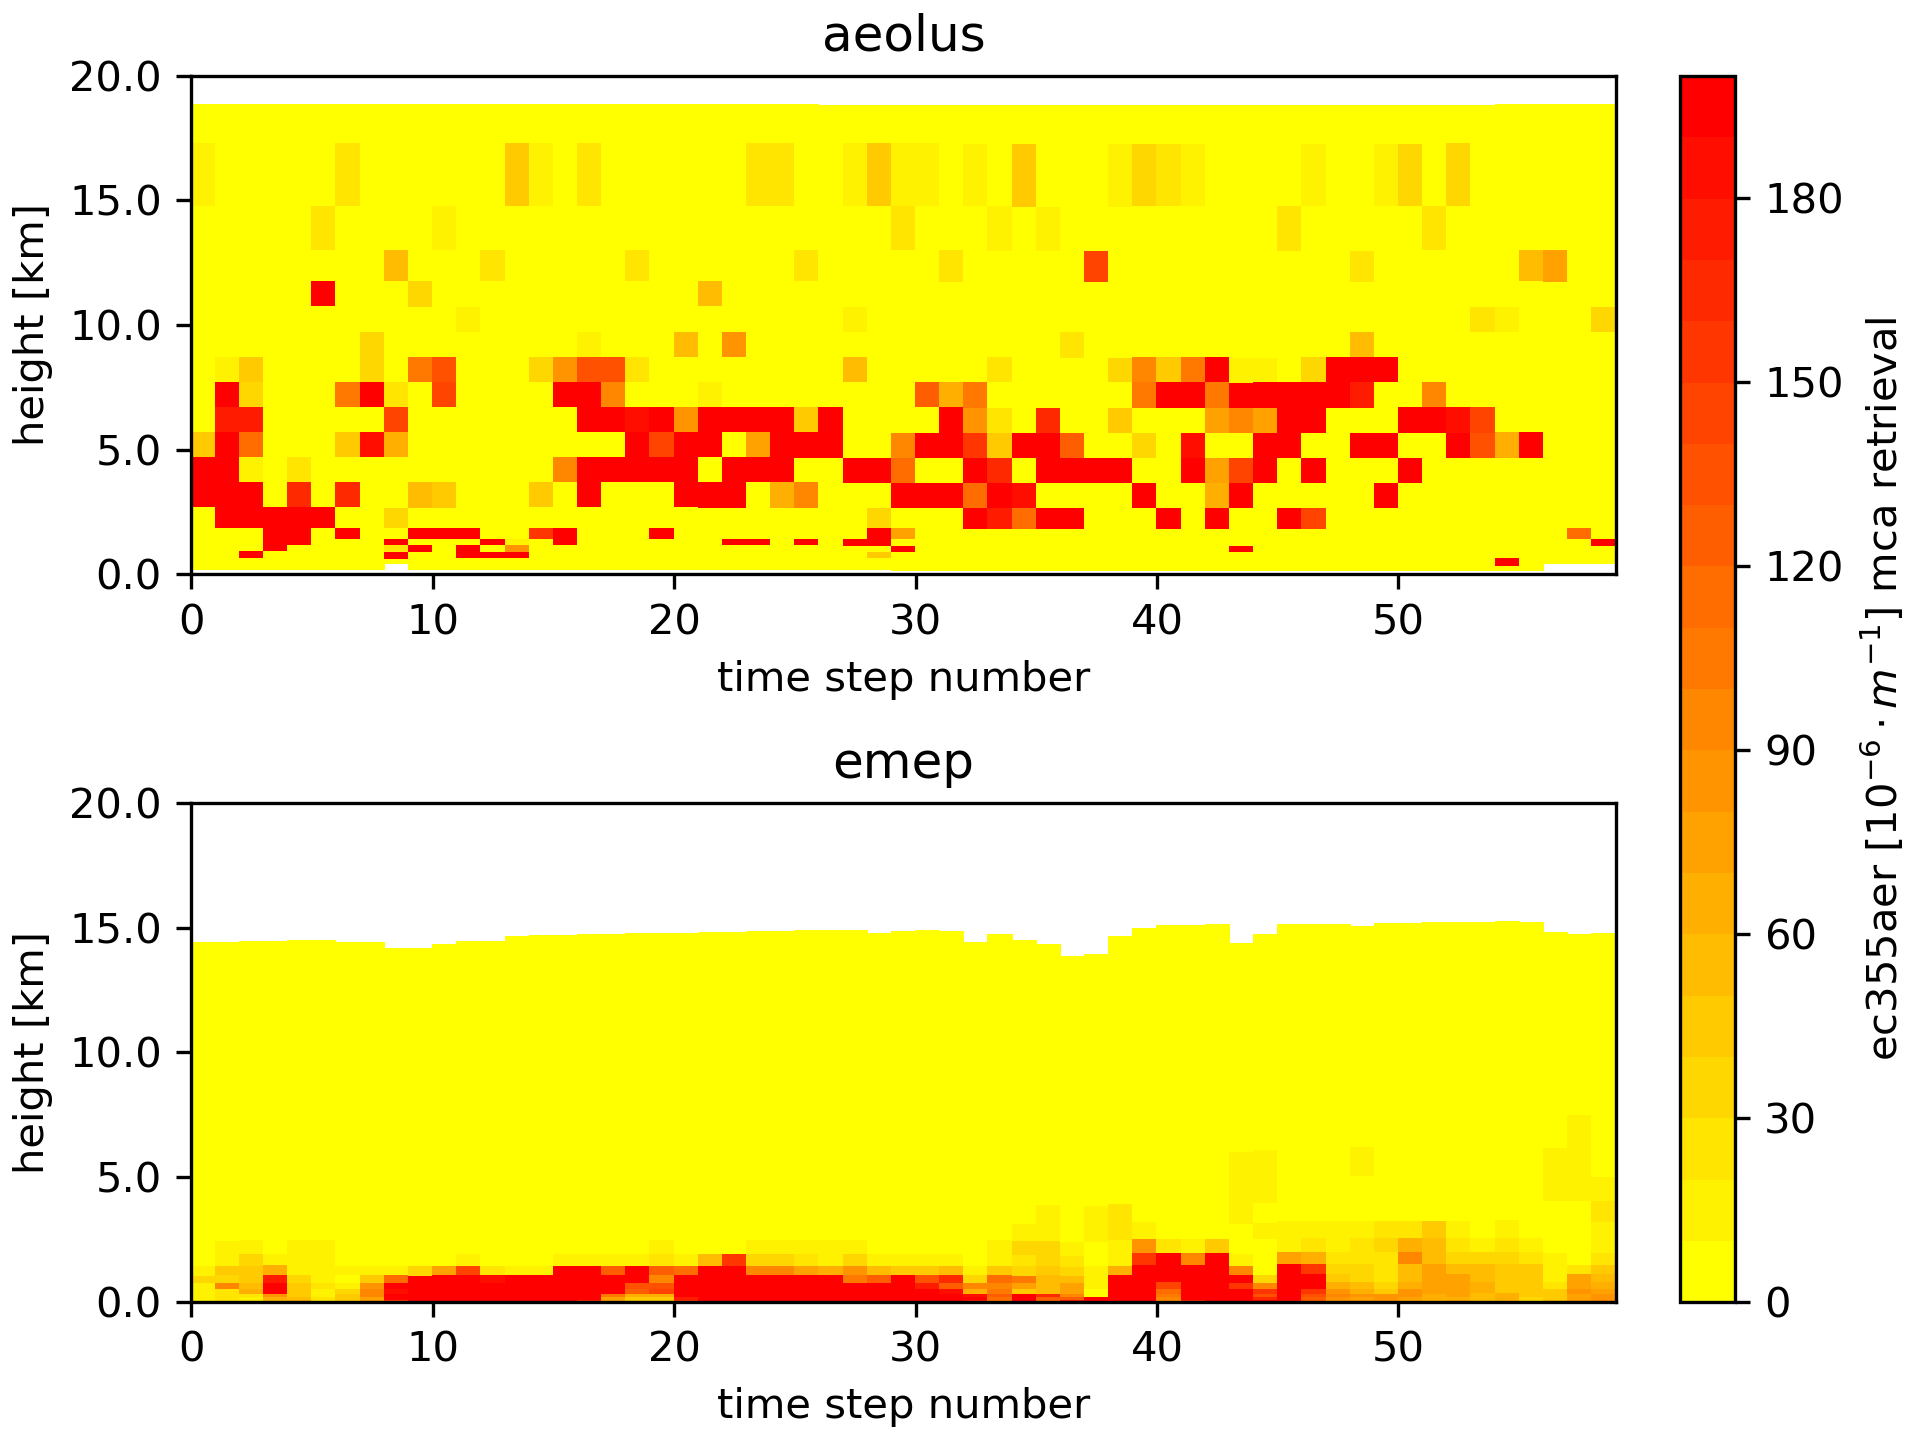 aeolus
20.0
15.0
10.0
5.0
0.0
height [km]
0 10 20 30 40 50
time step number
emep
20.0
15.0
10.0
5.0
0.0
height [km]
0 10 20 30 40 50
time step number
180
150
120
90
60
30
0
ec355aer [10⁻⁶ · m⁻¹] mca retrieval